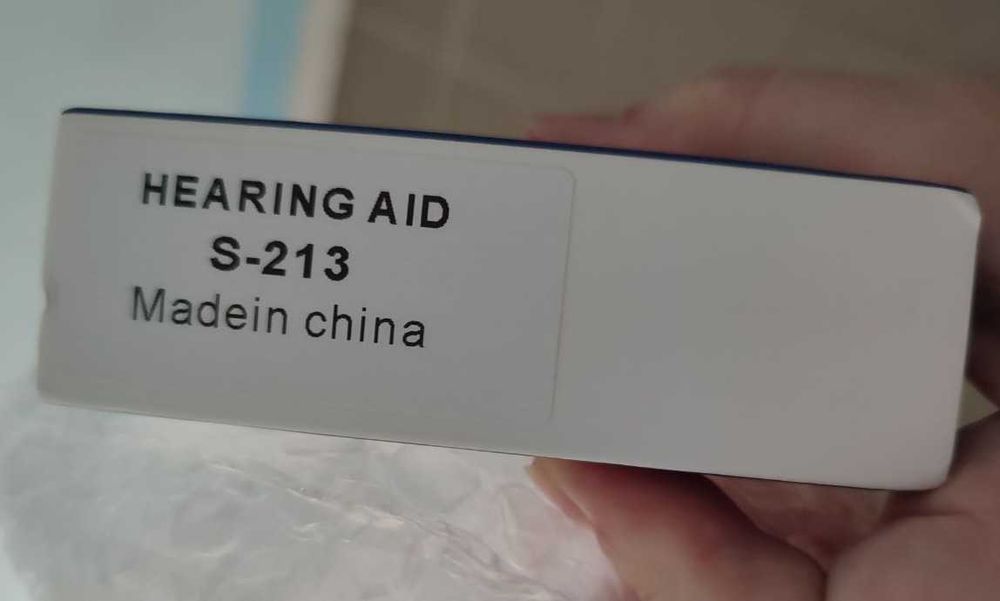 HEARING AID
S-213
Madein china